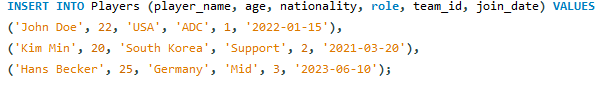 INSERT INTO Players (player_name, age, nationality, role, team_id, join_date) VALUES
('John Doe', 22, 'USA', 'ADC', 1, '2022-01-15'),
('Kim Min', 20, 'South Korea', 'Support', 2, '2021-03-20'),
('Hans Becker', 25, 'Germany', 'Mid', 3, '2023-06-10');